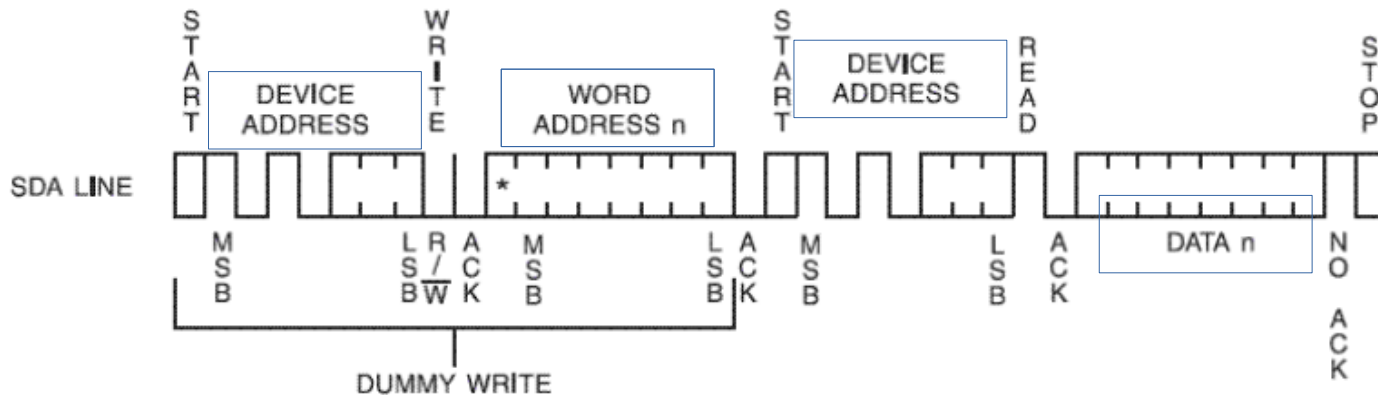 START
WRITE
START
READ
STOP
DEVICE
ADDRESS
WORD
ADDRESS n
DEVICE
ADDRESS
SDA LINE
*
MSB
LSB
R/W
ACK
MSB
LSB
ACK
MSB
LSB
ACK
DATA n
NO ACK
DUMMY WRITE